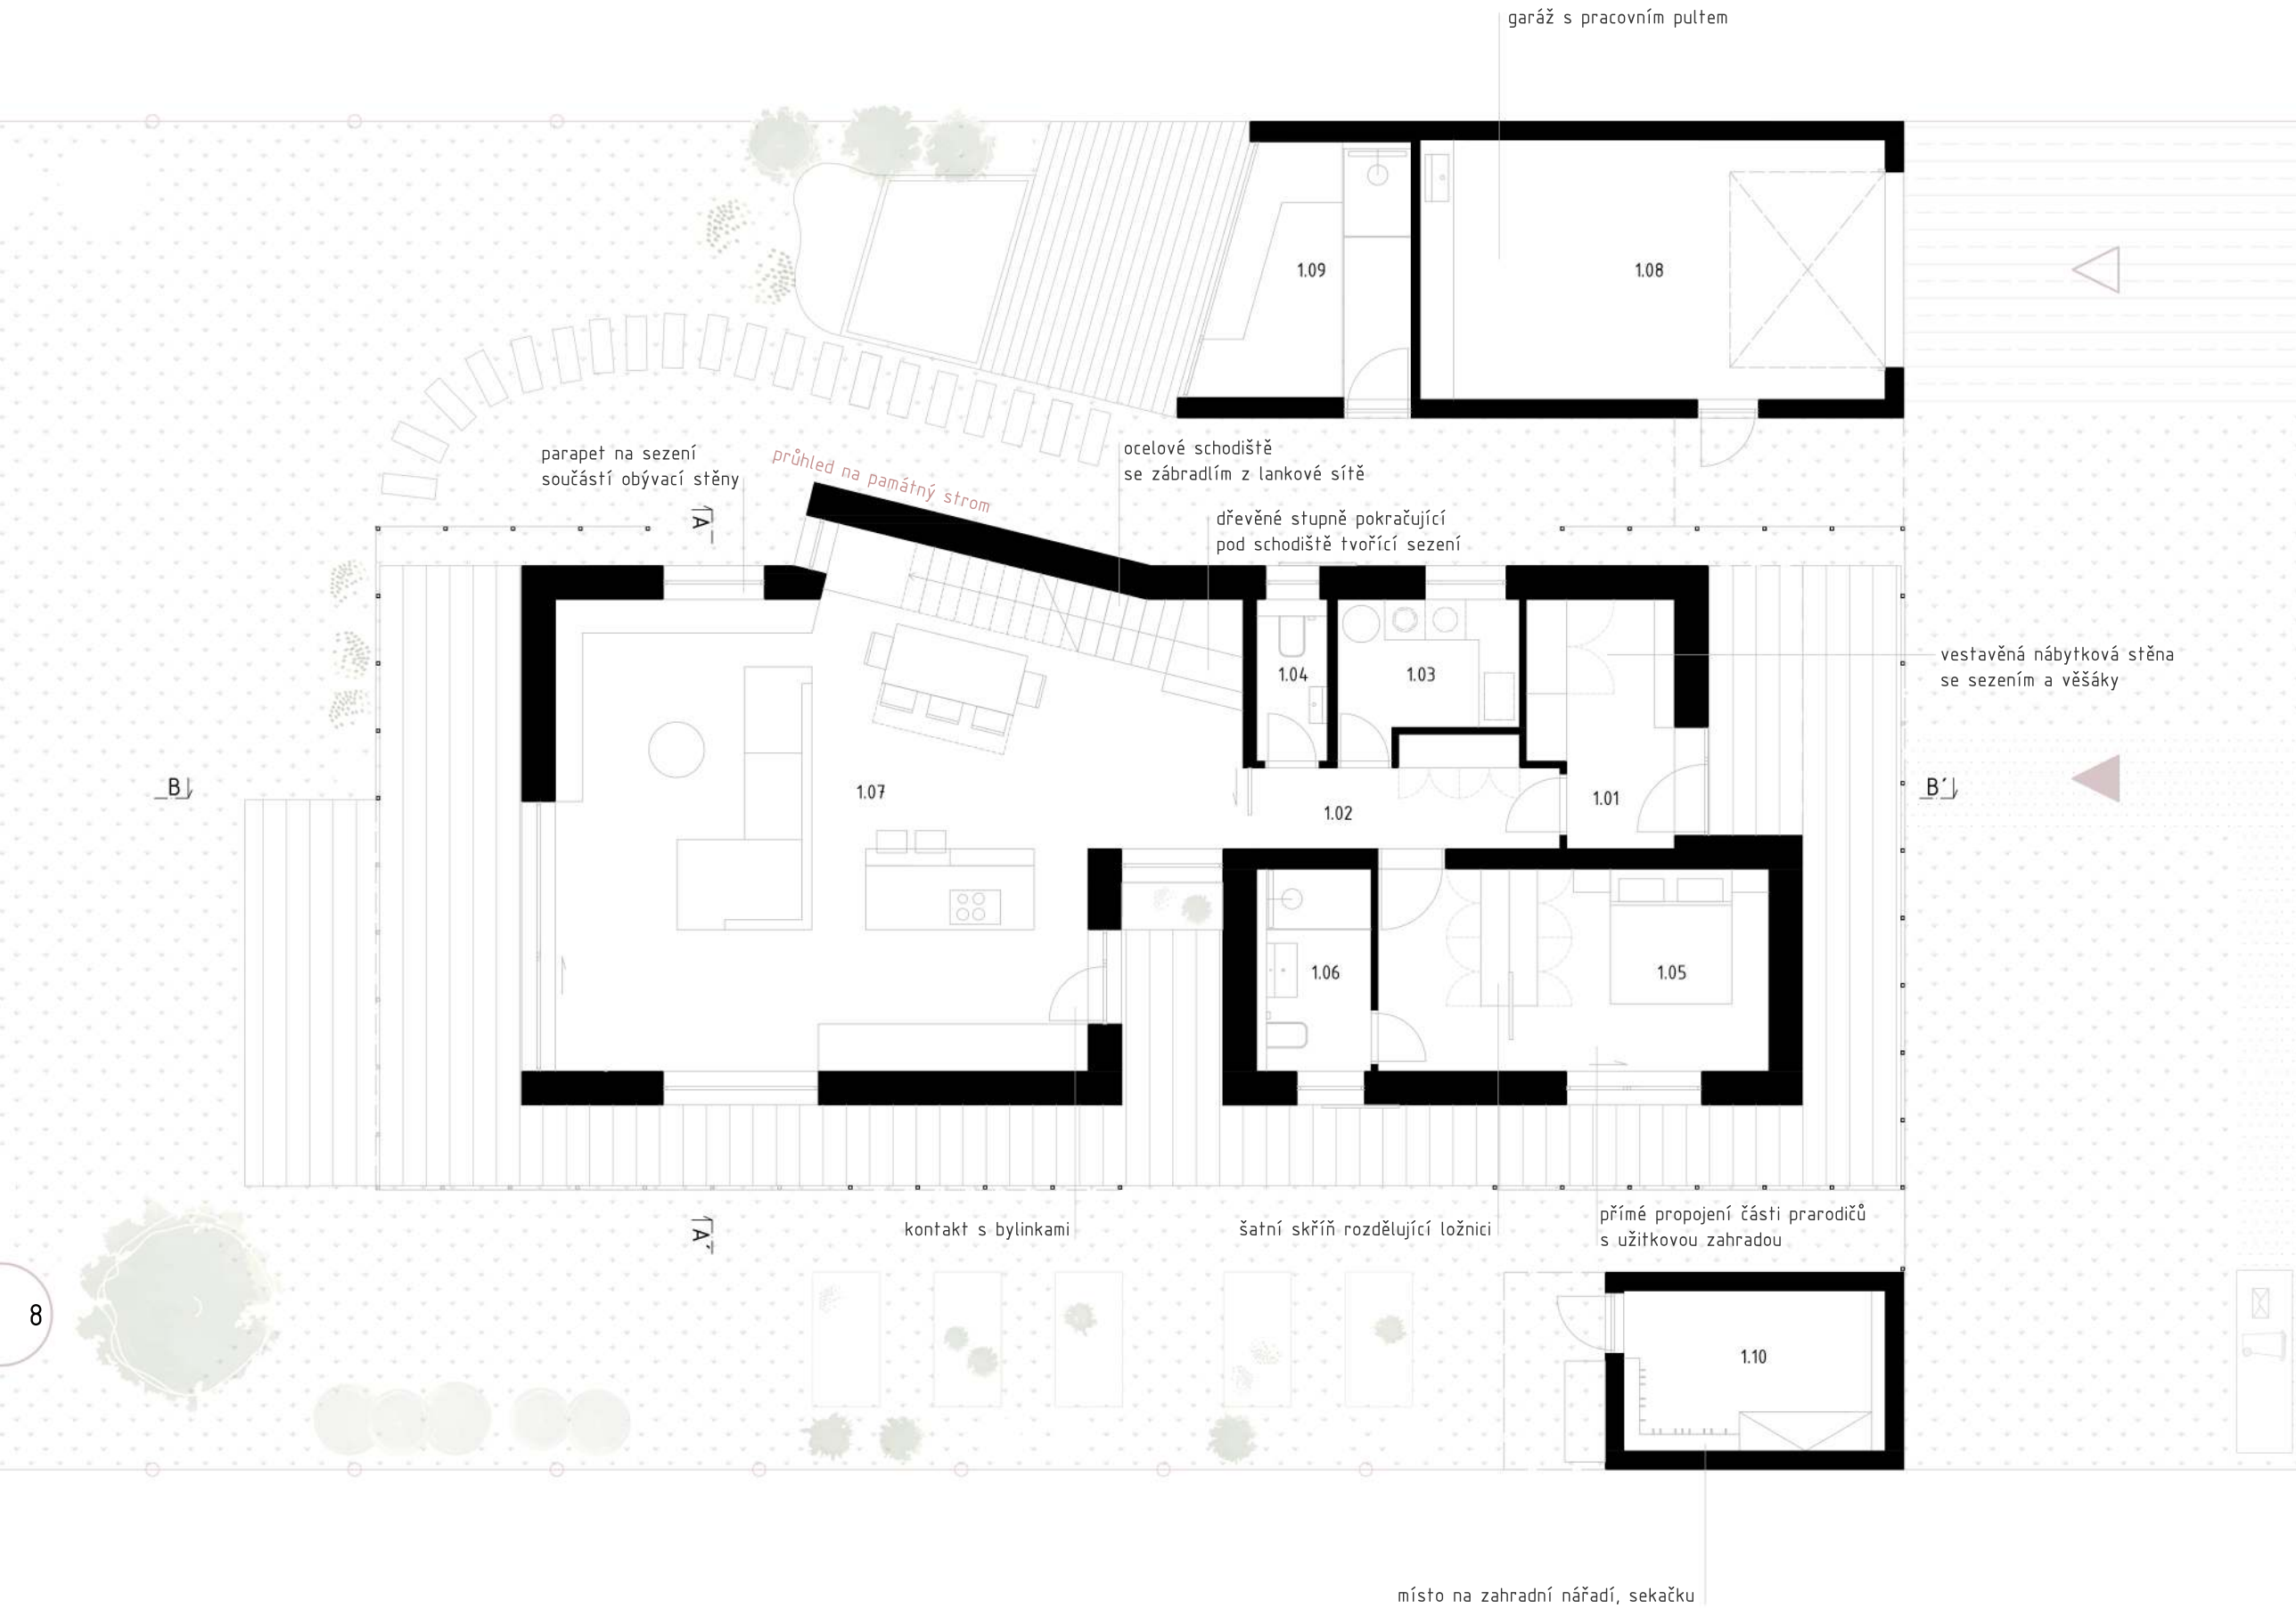 garáž s pracovním pultem
1.09
1.08
parapet na sezení
součástí obývací stěny
průhled na památný strom
ocelové schodiště
se zábradlím z lankové sítě
A
dřevěné stupně pokračující
pod schodiště tvořící sezení
1.04
1.03
vestavěná nábytková stěna
se sezením a věšáky
B
1.07
1.02
1.01
B´
1.06
1.05
A´
kontakt s bylinkami
šatní skříň rozdělující ložnici
přímé propojení části prarodičů
s užitkovou zahradou
8
1.10
místo na zahradní nářadí, sekačku